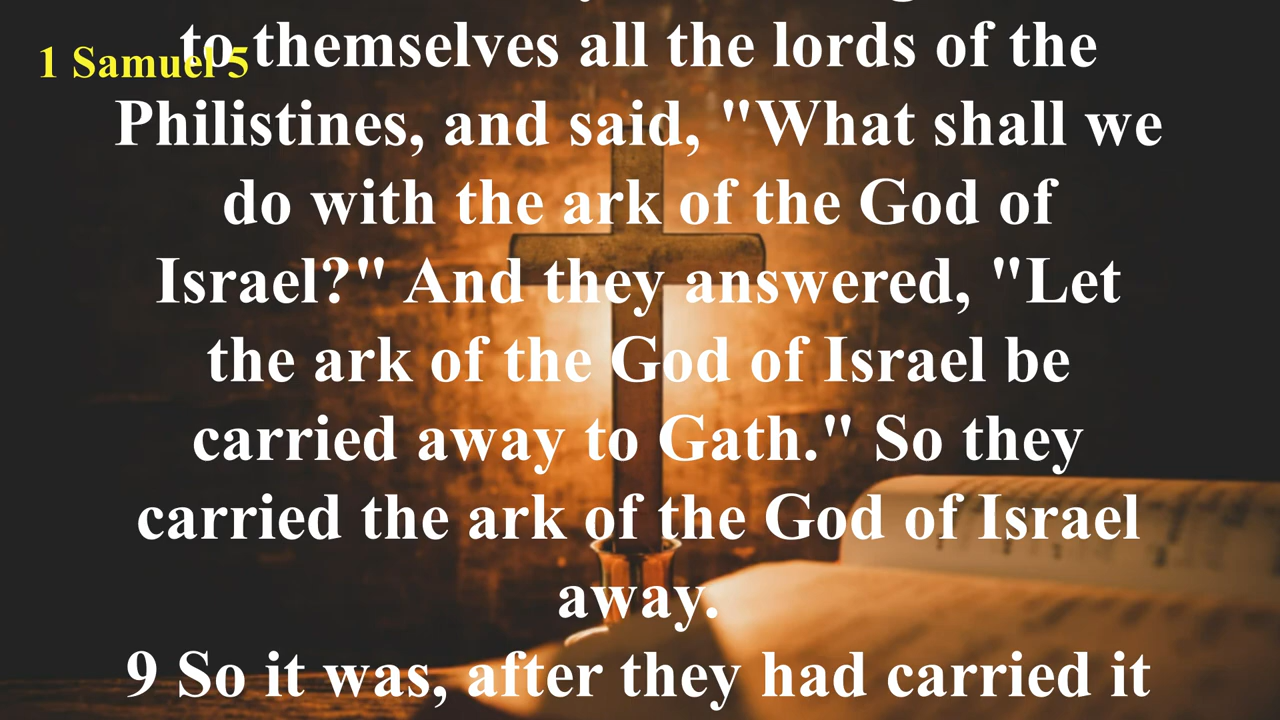 1 Samuel 5
to themselves all the lords of the
Philistines, and said, "What shall we
do with the ark of the God of
Israel?" And they answered, "Let
the ark of the God of Israel be
carried away to Gath." So they
carried the ark of the God of Israel
away.
9 So it was, after they had carried it